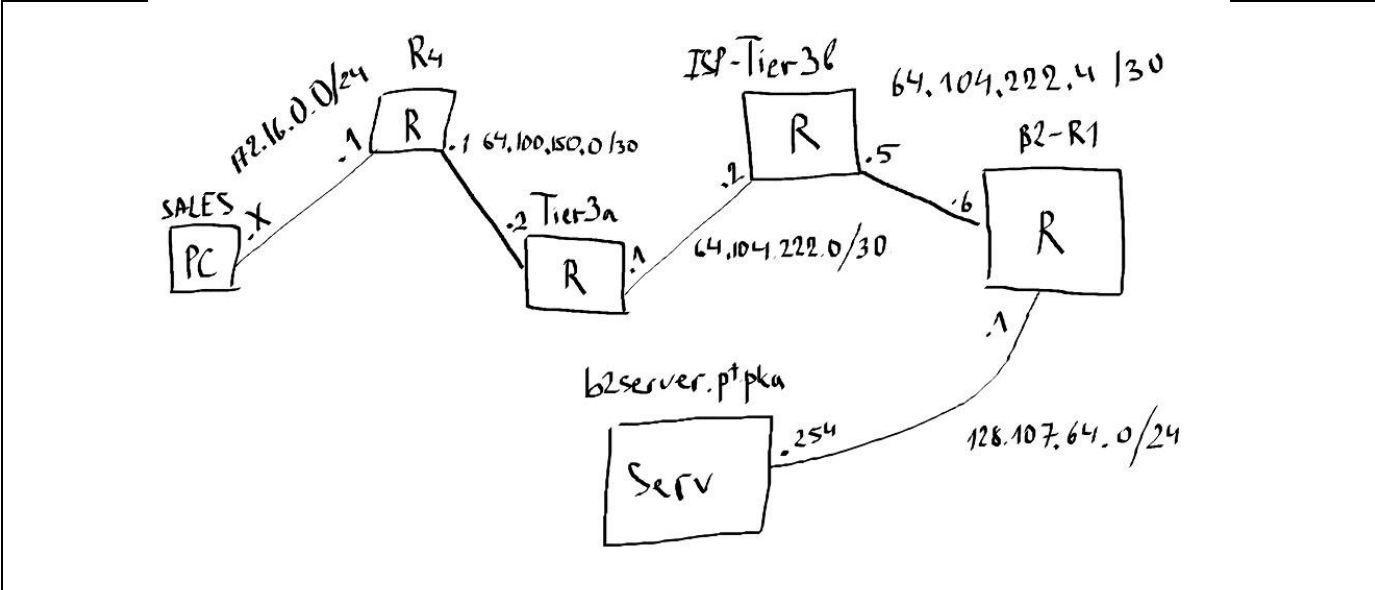 R4
172.16.0.0/24
R
.1
.1 64.100.150.0/30
SALES
.X
PC
.2 Tier3a
R
.1
ISP-Tier3b
R
.2
.5
64.104.222.0/30
64.104.222.4/30
B2-R1
.6
R
.1
b2server.ptpka
Serv
.254
128.107.64.0/24